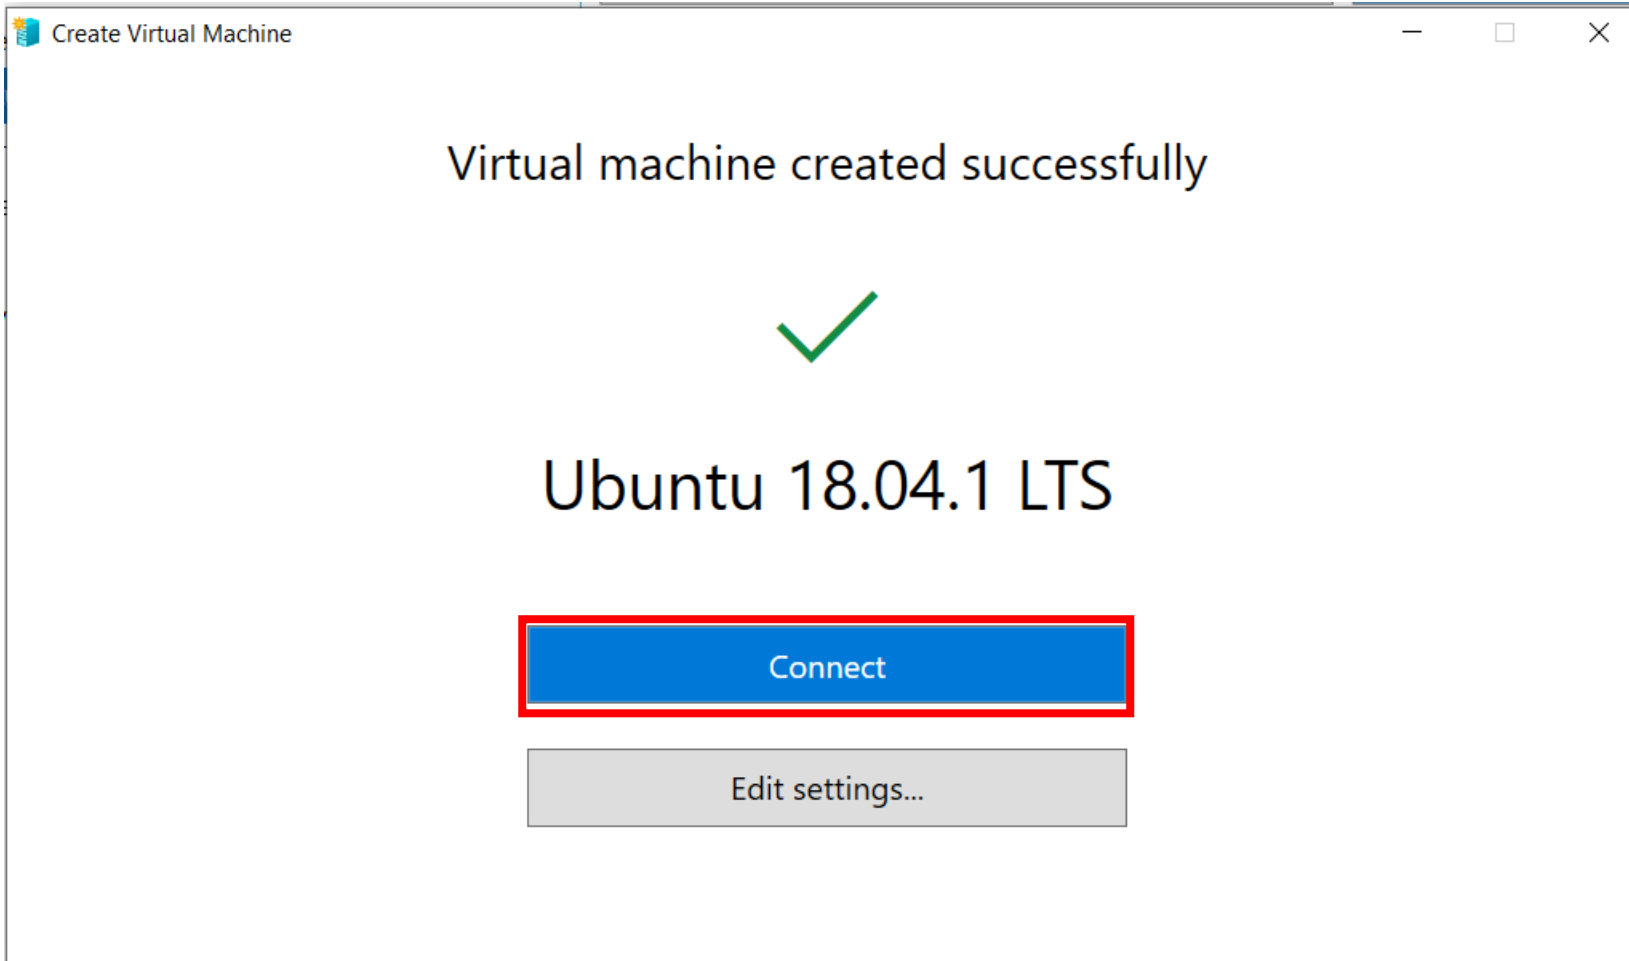 Create Virtual Machine
Virtual machine created successfully
Ubuntu 18.04.1 LTS
Connect
Edit settings...